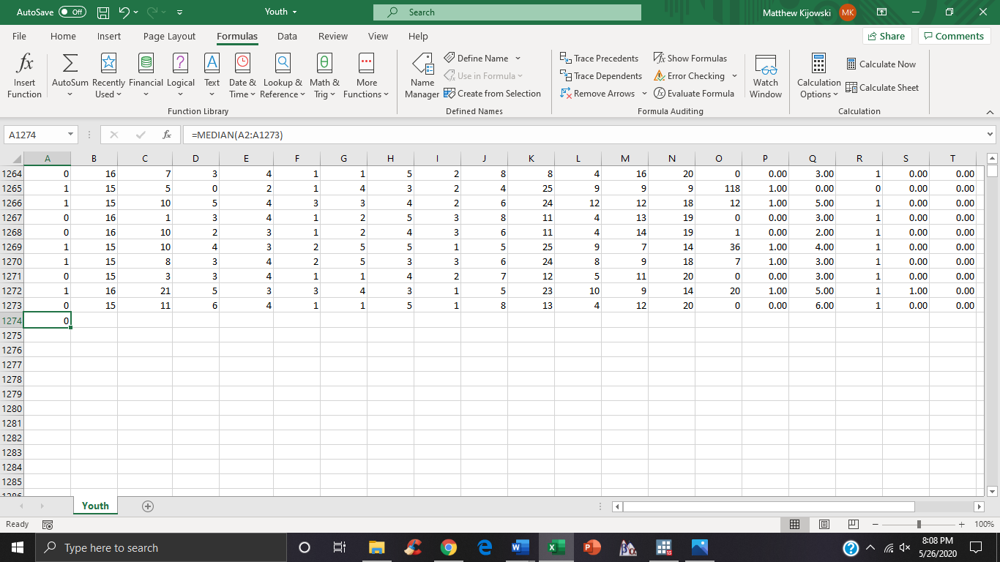 AutoSave Off Youth Search Matthew Kijowski MK
File Home Insert Page Layout Formulas Data Review View Help Share Comments
fx Insert Function
AutoSum
Recently Used
Financial
Logical
Text
Date & Time
Lookup & Reference
Math & Trig
More Functions
Function Library
Name Manager
Define Name
Use in Formula
Create from Selection
Defined Names
Trace Precedents
Trace Dependents
Remove Arrows
Show Formulas
Error Checking
Evaluate Formula
Formula Auditing
Watch Window
Calculation Options
Calculate Now
Calculate Sheet
Calculation
A1274 fx =MEDIAN(A2:A1273)
A B C D E F G H I J K L M N O P Q R S T
1264 0 16 7 3 4 1 1 5 2 8 8 4 16 20 0 0.00 3.00 1 0.00 0.00
1265 1 15 5 0 2 1 4 3 2 4 25 9 9 9 118 1.00 0.00 0 0.00 0.00
1266 1 15 10 5 4 3 3 4 2 6 24 12 12 18 12 1.00 5.00 1 0.00 0.00
1267 0 16 1 3 4 1 2 5 3 8 11 4 13 19 0 0.00 3.00 1 0.00 0.00
1268 0 16 10 2 3 1 2 4 3 6 11 4 14 19 1 0.00 2.00 1 0.00 0.00
1269 1 15 10 4 3 2 5 5 1 5 25 9 7 14 36 1.00 4.00 1 0.00 0.00
1270 1 15 8 3 4 2 5 3 3 6 24 8 9 18 7 1.00 3.00 1 0.00 0.00
1271 0 15 3 3 4 1 1 4 2 7 12 5 11 20 0 0.00 3.00 1 0.00 0.00
1272 1 16 21 5 3 3 4 3 1 5 23 10 9 14 20 1.00 5.00 1 1.00 0.00
1273 0 15 11 6 4 1 1 5 1 8 13 4 12 20 0 0.00 6.00 1 0.00 0.00
1274 0
1275
1276
1277
1278
1279
1280
1281
1282
1283
1284
1285
1286
Youth
Ready 100%
Type here to search 8:08 PM
5/26/2020